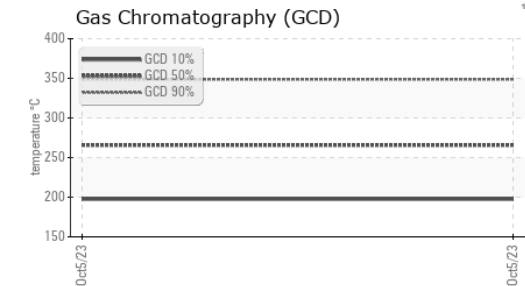 Gas Chromatography (GCD)
400
350
300
250
200
150
temperature °C
GCD 10%
GCD 50%
GCD 90%
Oct5/23
Oct5/23